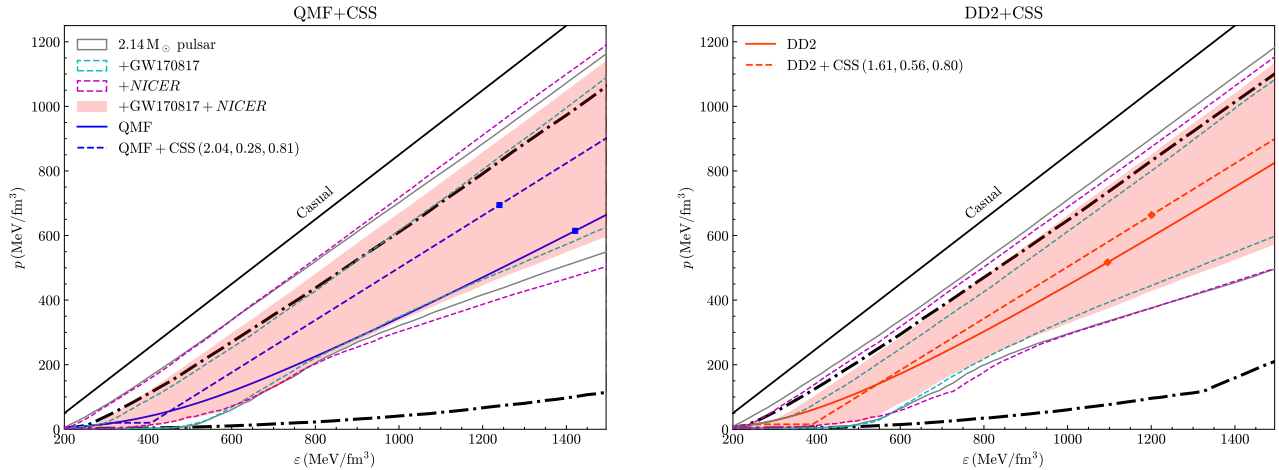 QMF+CSS
1200
1000
800
600
400
200
0
p (MeV/fm³)
2.14 M⊙ pulsar
+GW170817
+NICER
+GW170817 + NICER
QMF
QMF + CSS (2.04, 0.28, 0.81)
Casual
200 400 600 800 1000 1200 1400
ε (MeV/fm³)
DD2+CSS
1200
1000
800
600
400
200
0
p (MeV/fm³)
DD2
DD2 + CSS (1.61, 0.56, 0.80)
Casual
200 400 600 800 1000 1200 1400
ε (MeV/fm³)